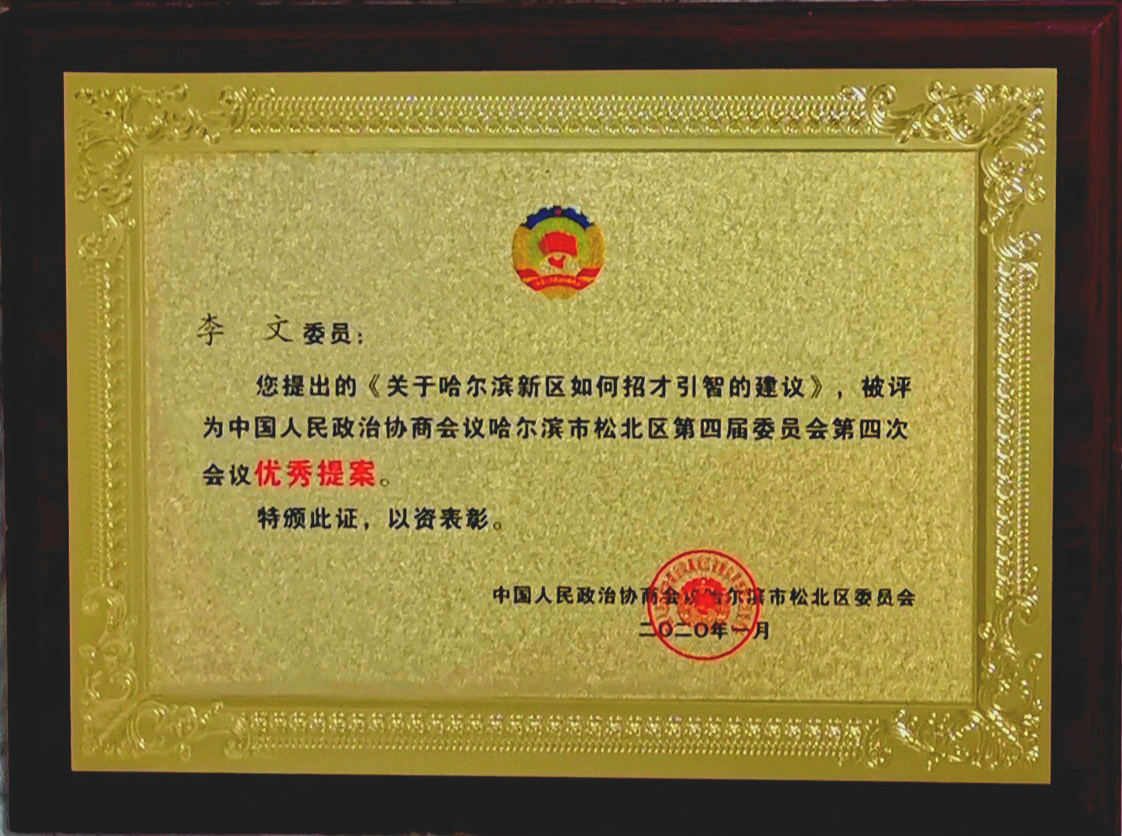 李 文委员：
您提出的《关于哈尔滨新区如何招才引智的建议》，被评
为中国人民政治协商会议哈尔滨市松北区第四届委员会第四次
会议优秀提案。
特颁此证，以资表彰。
中国人民政治协商会议哈尔滨市松北区委员会
二〇二〇年一月